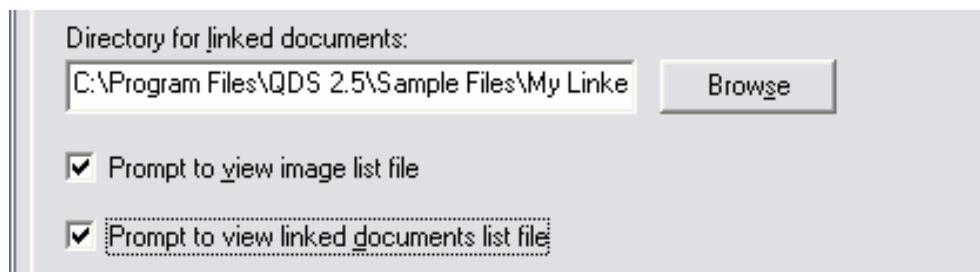 Directory for linked documents:
C:\Program Files\QDS 2.5\Sample Files\My Linke
Browse
Prompt to view image list file
Prompt to view linked documents list file